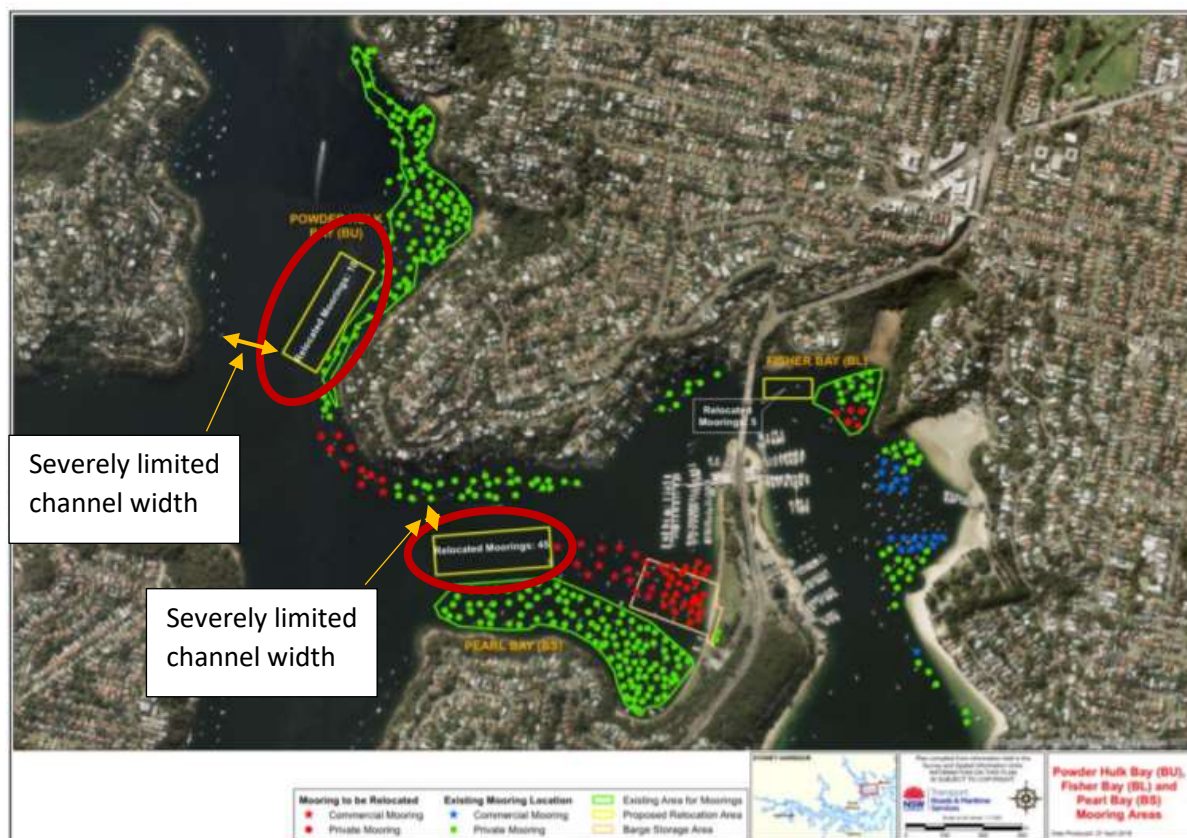 POWDER HULK
BAY (BU)
Relocated Moorings: 10
FISHER BAY (BL)
Relocated
Moorings: 5
Severely limited
channel width
Relocated Moorings: 45
Severely limited
channel width
PEARL BAY (BS)
SYDNEY HARBOUR
Mooring to be Relocated
Commercial Mooring
Private Mooring
Existing Mooring Location
Commercial Mooring
Private Mooring
Existing Area for Moorings
Proposed Relocation Area
Barge Storage Area
NSW
Transport
Roads & Maritime
Services
Powder Hulk Bay (BU),
Fisher Bay (BL) and
Pearl Bay (BS)
Mooring Areas